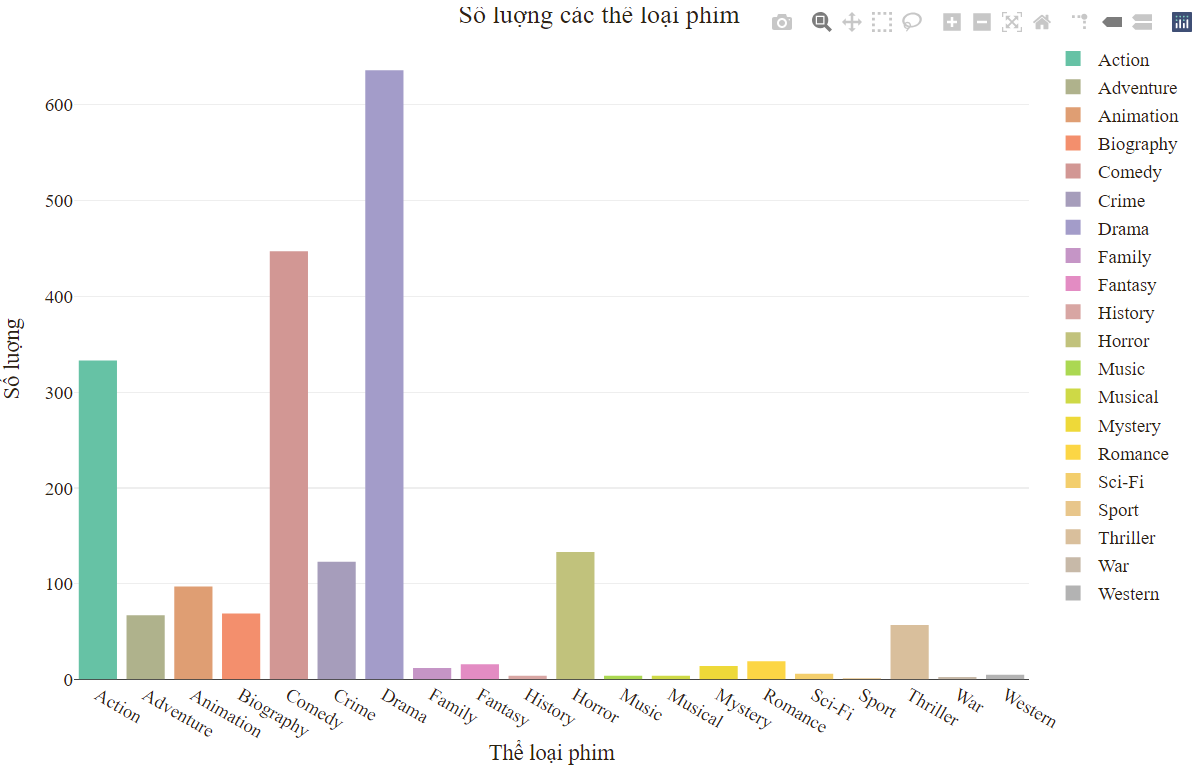 Số lượng các thể loại phim
Số lượng
600
500
400
300
200
100
0
Action
Adventure
Animation
Biography
Comedy
Crime
Drama
Family
Fantasy
History
Horror
Music
Musical
Mystery
Romance
Sci-Fi
Sport
Thriller
War
Western
Thể loại phim
Action
Adventure
Animation
Biography
Comedy
Crime
Drama
Family
Fantasy
History
Horror
Music
Musical
Mystery
Romance
Sci-Fi
Sport
Thriller
War
Western